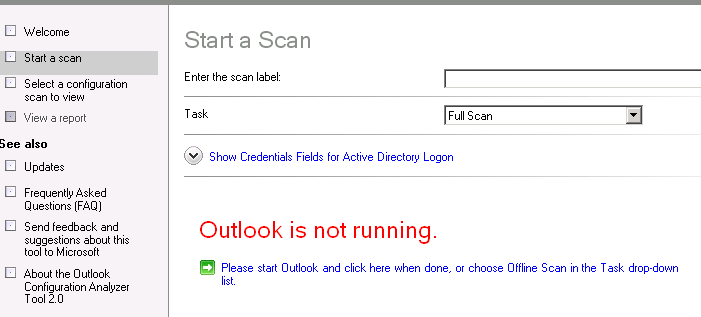 Welcome
Start a scan
Select a configuration
scan to view
View a report
See also
Updates
Frequently Asked
Questions (FAQ)
Send feedback and
suggestions about this
tool to Microsoft
About the Outlook
Configuration Analyzer
Tool 2.0
Start a Scan
Enter the scan label:
Task
Full Scan
Show Credentials Fields for Active Directory Logon
Outlook is not running.
Please start Outlook and click here when done, or choose Offline Scan in the Task drop-down
list.